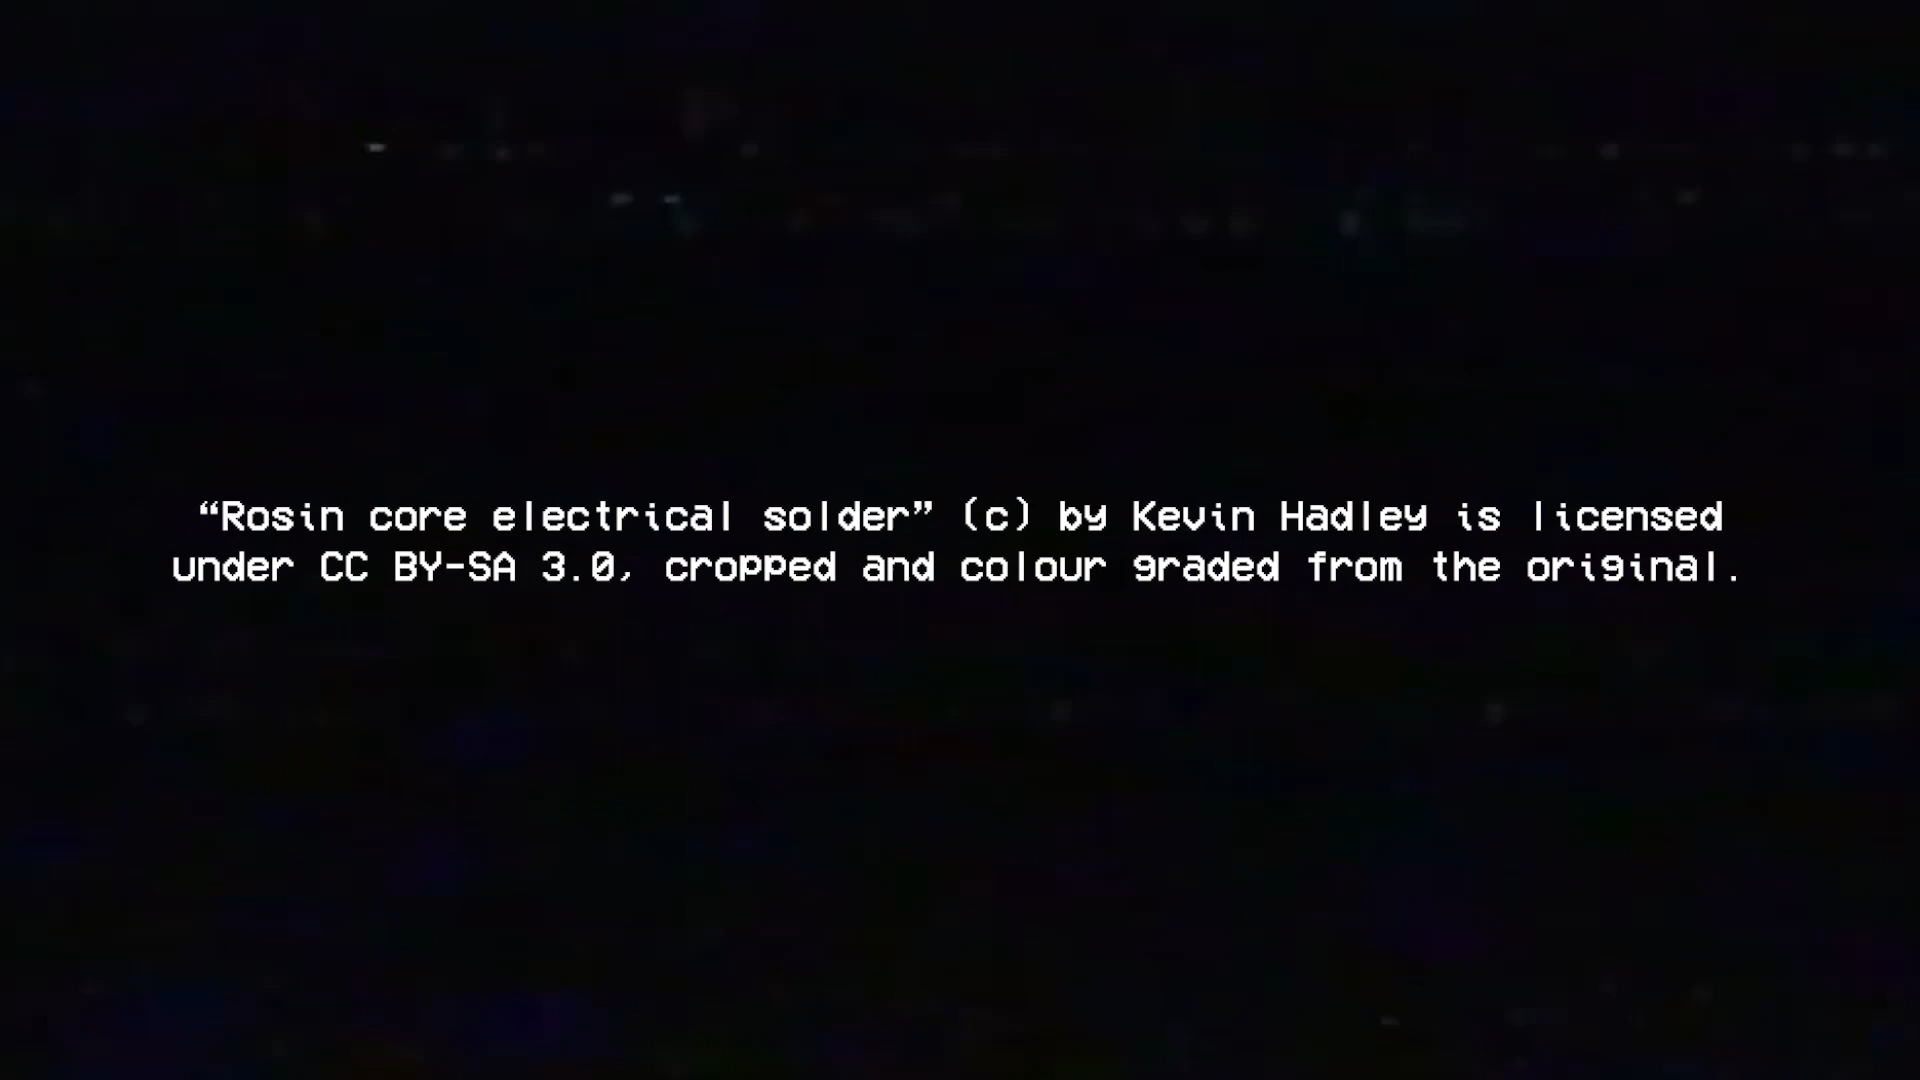 “Rosin core electrical solder” (c) by Kevin Hadley is licensed
under CC BY-SA 3.0, cropped and colour graded from the original.